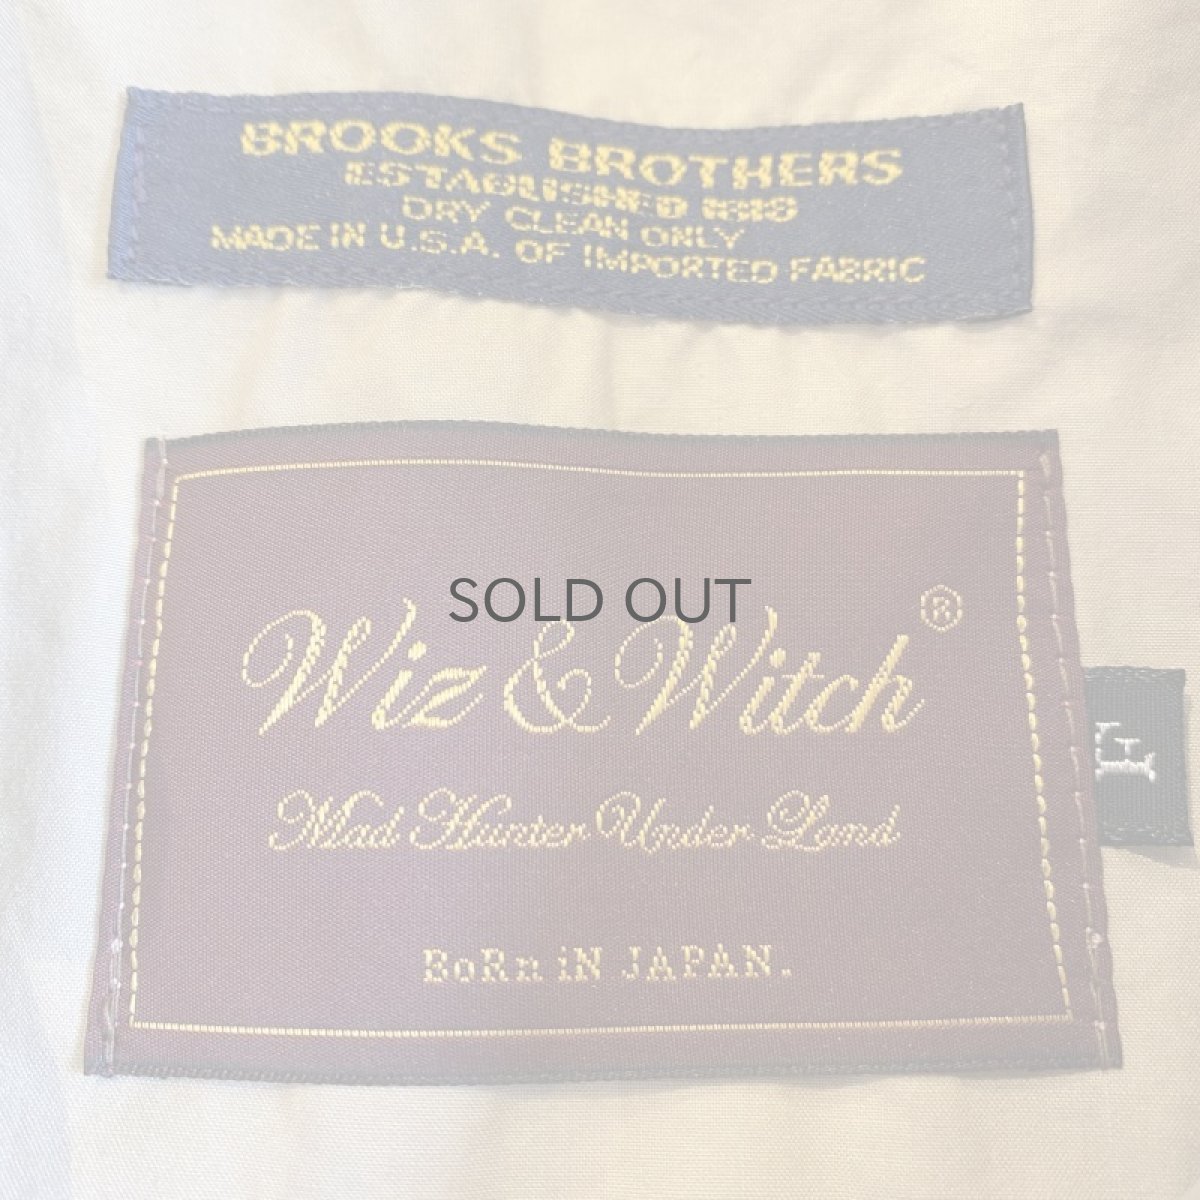 BROOKS BROTHERS
ESTABLISHED 1818
DRY CLEAN ONLY
MADE IN U.S.A. OF IMPORTED FABRIC
SOLD OUT
Wiz & Witch®
Mad Hunter Under Land
BoRn iN JAPAN.
F